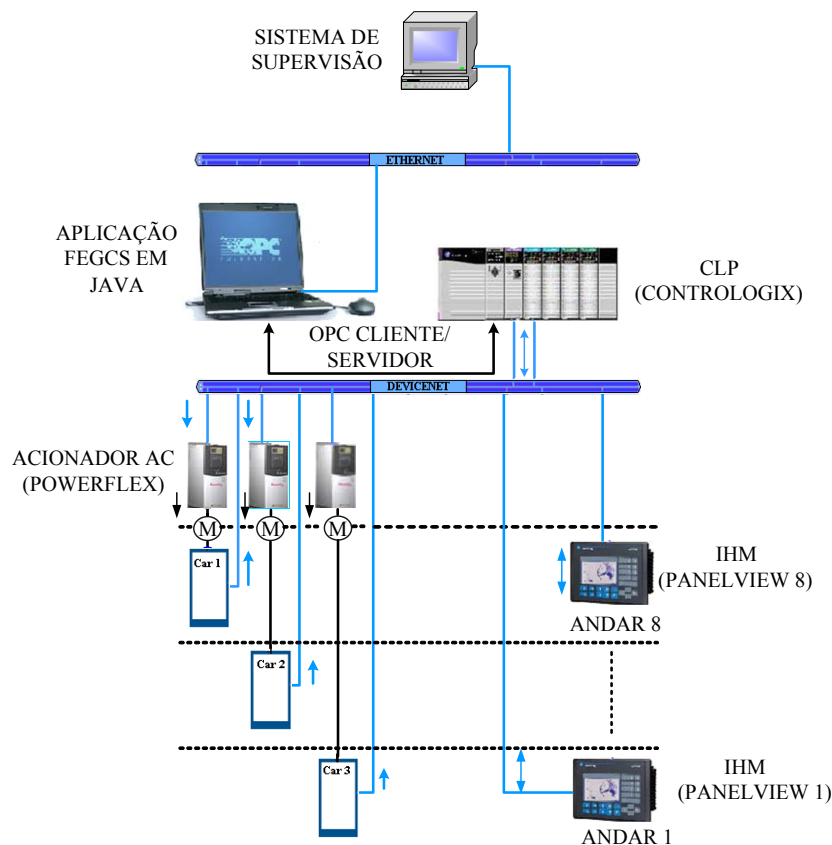 SISTEMA DE
SUPERVISÃO
ETHERNET
APLICAÇÃO
FEGCS EM
JAVA
OPC
CLP
(CONTROLOGIX)
OPC CLIENTE/
SERVIDOR
DEVICENET
ACIONADOR AC
(POWERFLEX)
M
M
M
Car 1
IHM
(PANELVIEW 8)
ANDAR 8
Car 2
Car 3
IHM
(PANELVIEW 1)
ANDAR 1